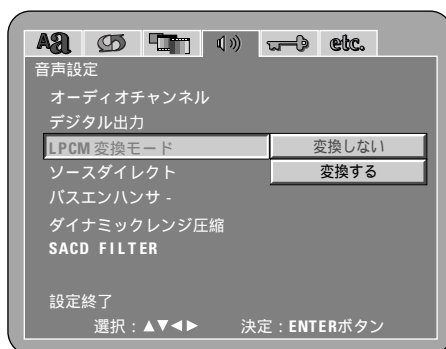 Aあ etc.
音声設定
オーディオチャンネル
デジタル出力
LPCM変換モード 変換しない
ソースダイレクト 変換する
バスエンハンサ -
ダイナミックレンジ圧縮
SACD FILTER
設定終了
選択：▲▼◀▶ 決定：ENTERボタン